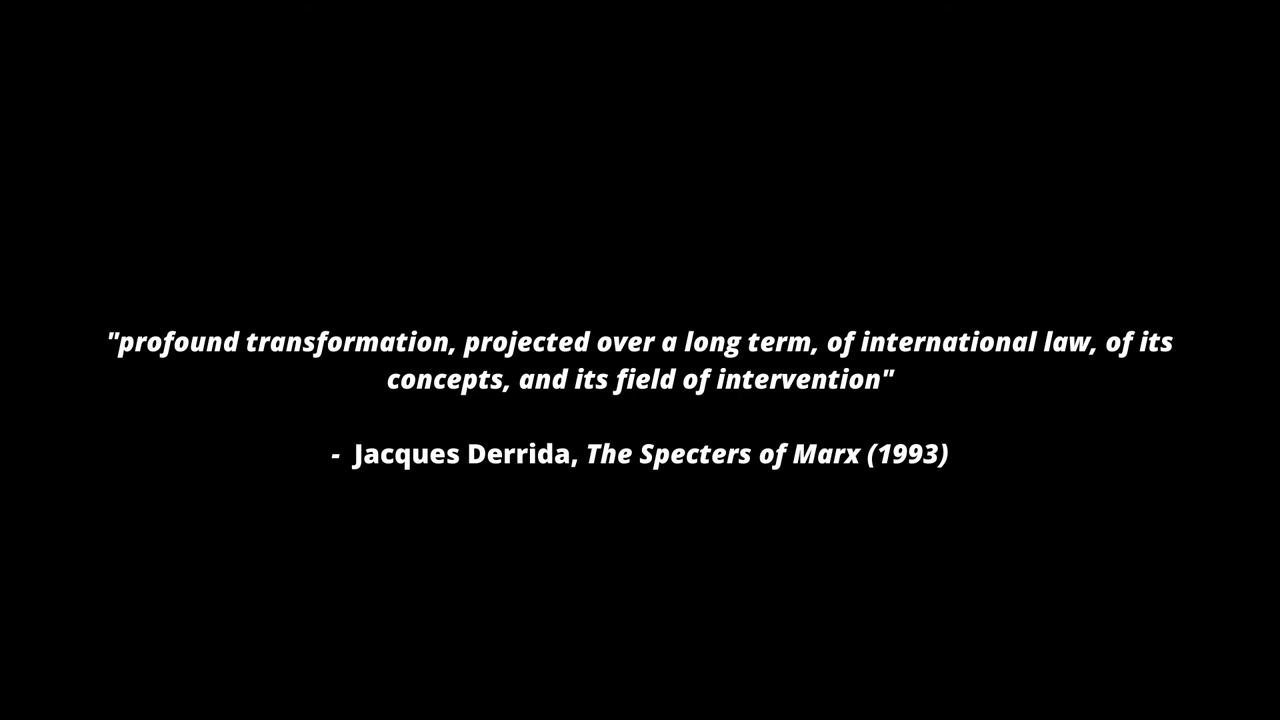 "profound transformation, projected over a long term, of international law, of its
concepts, and its field of intervention"
- Jacques Derrida, The Specters of Marx (1993)